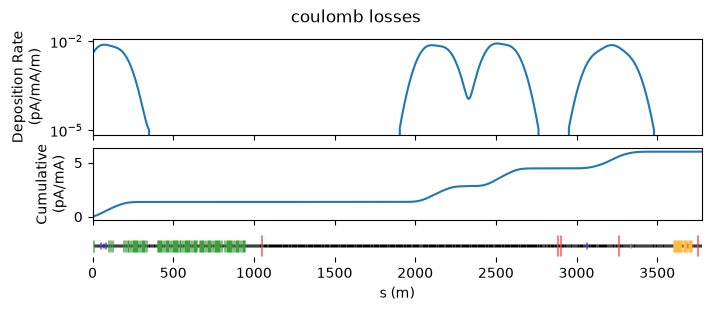 coulomb losses
Deposition Rate
(pA/mA/m)
10⁻²
10⁻⁵
Cumulative
(pA/mA)
5
0
0 500 1000 1500 2000 2500 3000 3500
s (m)